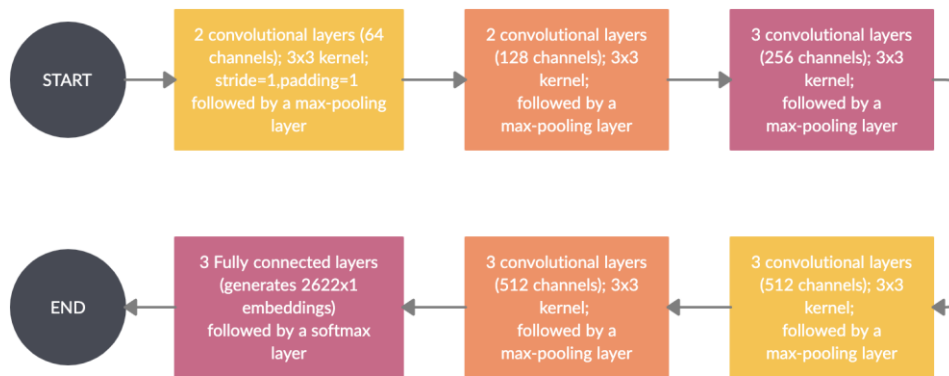 START
2 convolutional layers (64
channels); 3x3 kernel;
stride=1,padding=1
followed by a max-pooling
layer
2 convolutional layers
(128 channels); 3x3
kernel;
followed by a
max-pooling layer
3 convolutional layers
(256 channels); 3x3
kernel;
followed by a
max-pooling layer
3 convolutional layers
(512 channels); 3x3
kernel;
followed by a
max-pooling layer
3 convolutional layers
(512 channels); 3x3
kernel;
followed by a
max-pooling layer
3 Fully connected layers
(generates 2622x1
embeddings)
followed by a softmax
layer
END